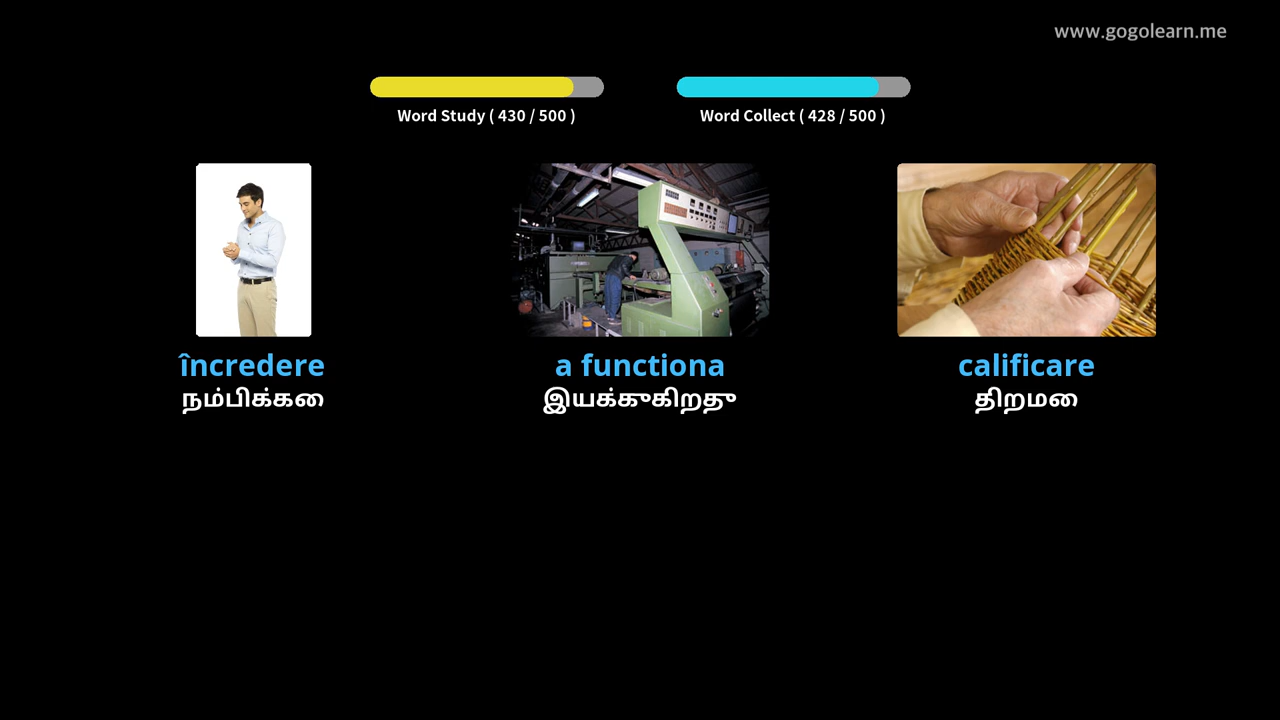 www.gogolearn.me
Word Study ( 430 / 500 )
Word Collect ( 428 / 500 )
încredere
நம்பிக்கை
a functiona
இயக்குகிறது
calificare
திறமை